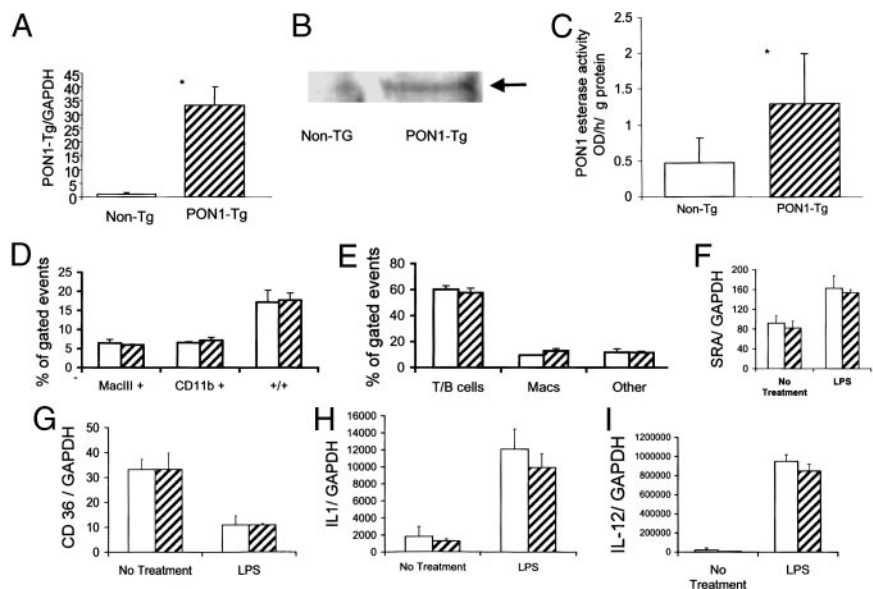 A
PON1-Tg/GAPDH
45
40
35
30
25
20
15
10
5
0
*
Non-Tg PON1-Tg
B
Non-TG PON1-Tg
C
PON1 esterase activity
OD/h/ g protein
2.5
2
1.5
1
0.5
0
*
Non-Tg PON1-Tg
D
% of gated events
25
20
15
10
5
-
MacIII + CD11b + +/+
E
% of gated events
80
60
40
20
0
T/B cells Macs Other
F
SRA/ GAPDH
200
160
120
80
40
0
No
Treatment LPS
G
CD 36 / GAPDH
50
40
30
20
10
0
No Treatment LPS
H
IL1/ GAPDH
16000
14000
12000
10000
8000
6000
4000
2000
0
No Treatment LPS
I
IL-12/ GAPDH
1200000
1000000
800000
600000
400000
200000
0
No
Treatment LPS